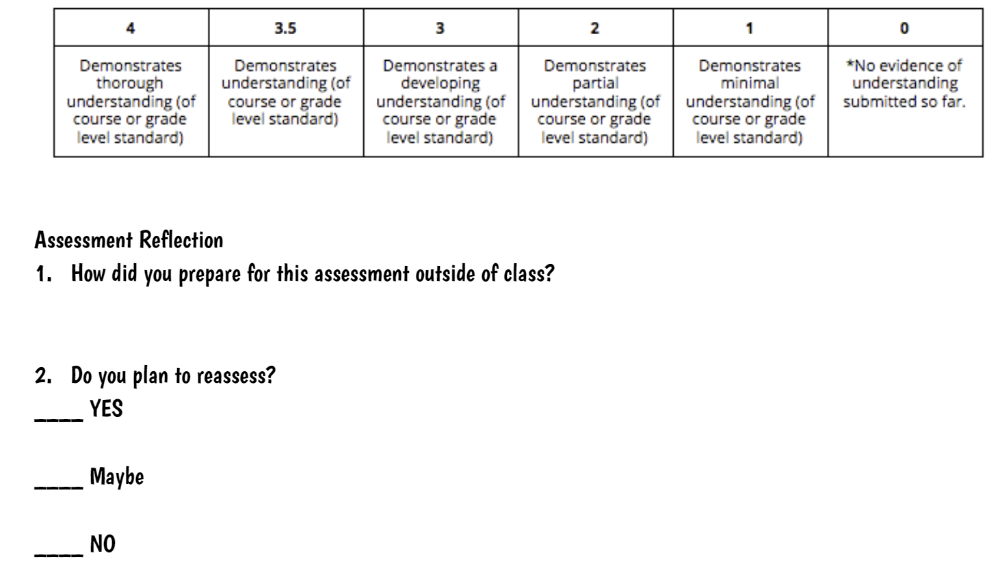 4 3.5 3 2 1 0
Demonstrates
thorough
understanding (of
course or grade
level standard)
Demonstrates
understanding (of
course or grade
level standard)
Demonstrates a
developing
understanding (of
course or grade
level standard)
Demonstrates
partial
understanding (of
course or grade
level standard)
Demonstrates
minimal
understanding (of
course or grade
level standard)
*No evidence of
understanding
submitted so far.
Assessment Reflection
1. How did you prepare for this assessment outside of class?
2. Do you plan to reassess?
____ YES
____ Maybe
____ NO